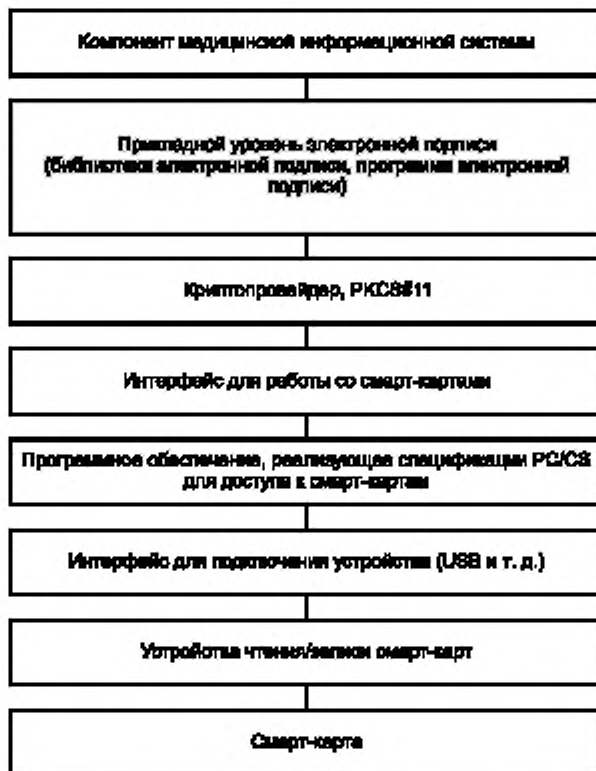 Компонент медицинской информационной системы
Прикладной уровень электронной подписи
(библиотека электронной подписи, программа электронной
подписи)
Криптопровайдер, PKCS#11
Интерфейс для работы со смарт-картами
Программное обеспечение, реализующее спецификации PC/CS
для доступа к смарт-картам
Интерфейс для подключения устройства (USB и т. д.)
Устройства чтения/записи смарт-карт
Смарт-карта